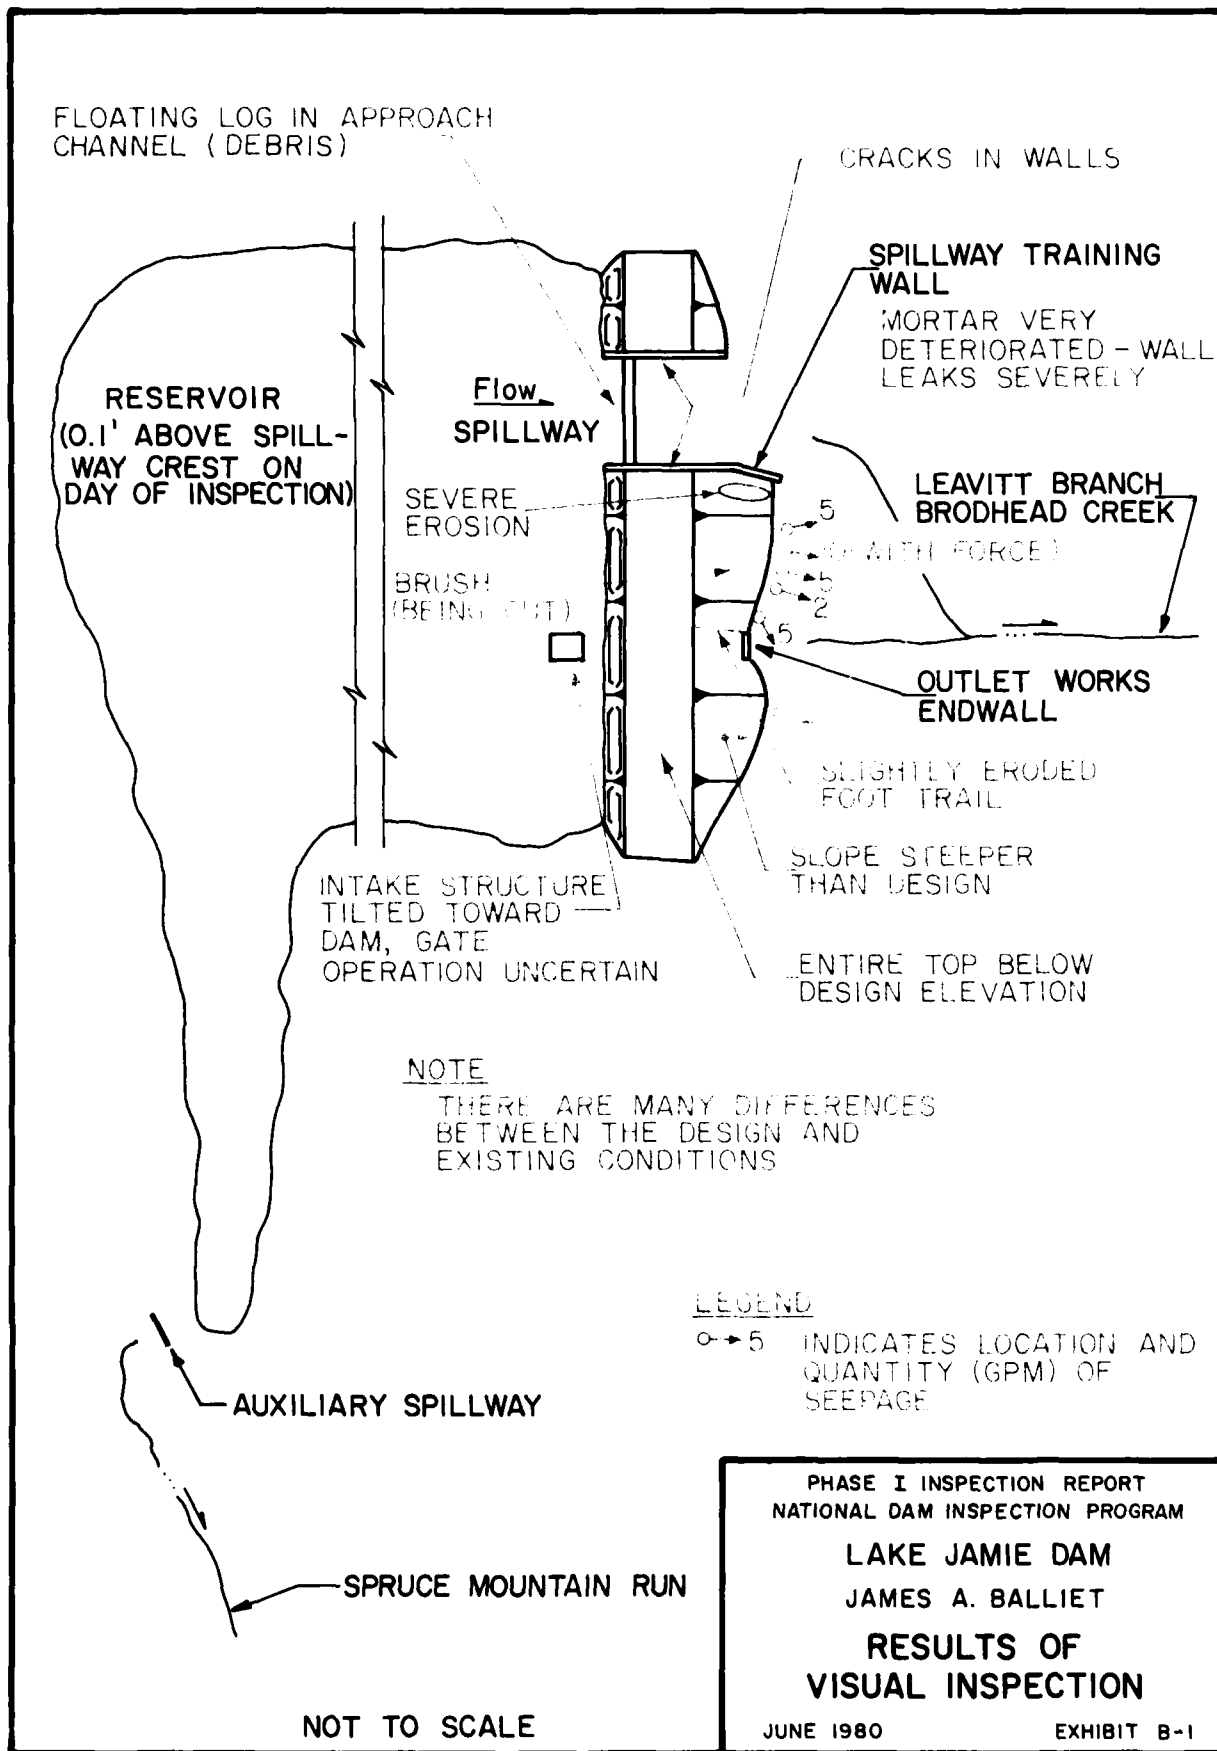 FLOATING LOG IN APPROACH
CHANNEL (DEBRIS)
CRACKS IN WALLS
SPILLWAY TRAINING
WALL
MORTAR VERY
DETERIORATED - WALL
LEAKS SEVERELY
Flow
SPILLWAY
RESERVOIR
(0.1' ABOVE SPILL-
WAY CREST ON
DAY OF INSPECTION)
SEVERE
EROSION
LEAVITT BRANCH
BRODHEAD CREEK
5
(WITH FORCE)
5
2
5
BRUSH
(BEING CUT)
OUTLET WORKS
ENDWALL
SLIGHTLY ERODED
FOOT TRAIL
SLOPE STEEPER
THAN DESIGN
INTAKE STRUCTURE
TILTED TOWARD
DAM, GATE
OPERATION UNCERTAIN
ENTIRE TOP BELOW
DESIGN ELEVATION
NOTE
THERE ARE MANY DIFFERENCES
BETWEEN THE DESIGN AND
EXISTING CONDITIONS
LEGEND
5 INDICATES LOCATION AND
QUANTITY (GPM) OF
SEEPAGE
AUXILIARY SPILLWAY
SPRUCE MOUNTAIN RUN
NOT TO SCALE
PHASE I INSPECTION REPORT
NATIONAL DAM INSPECTION PROGRAM
LAKE JAMIE DAM
JAMES A. BALLIET
RESULTS OF
VISUAL INSPECTION
JUNE 1980 EXHIBIT B-1